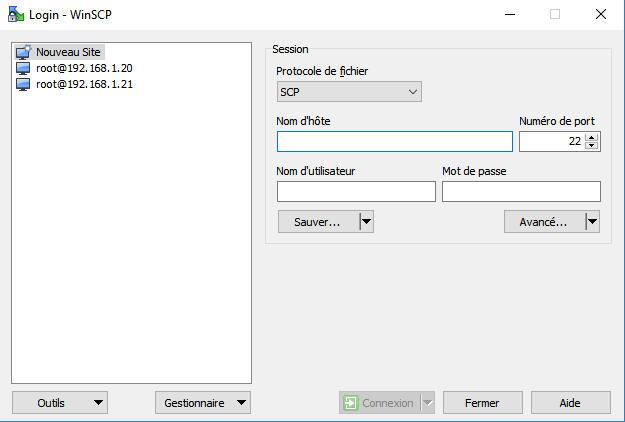 Login - WinSCP
Nouveau Site
root@192.168.1.20
root@192.168.1.21
Session
Protocole de fichier
SCP
Nom d'hôte Numéro de port
22
Nom d'utilisateur Mot de passe
Sauver... Avancé...
Outils Gestionnaire Connexion Fermer Aide